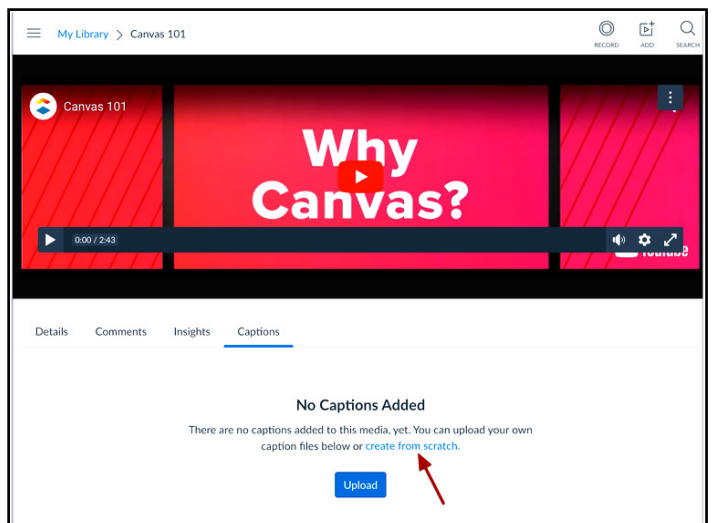 My Library > Canvas 101
RECORD ADD SEARCH
Canvas 101
Why
Canvas?
0:00 / 2:43
YouTube
Details Comments Insights Captions
No Captions Added
There are no captions added to this media, yet. You can upload your own
caption files below or create from scratch.
Upload